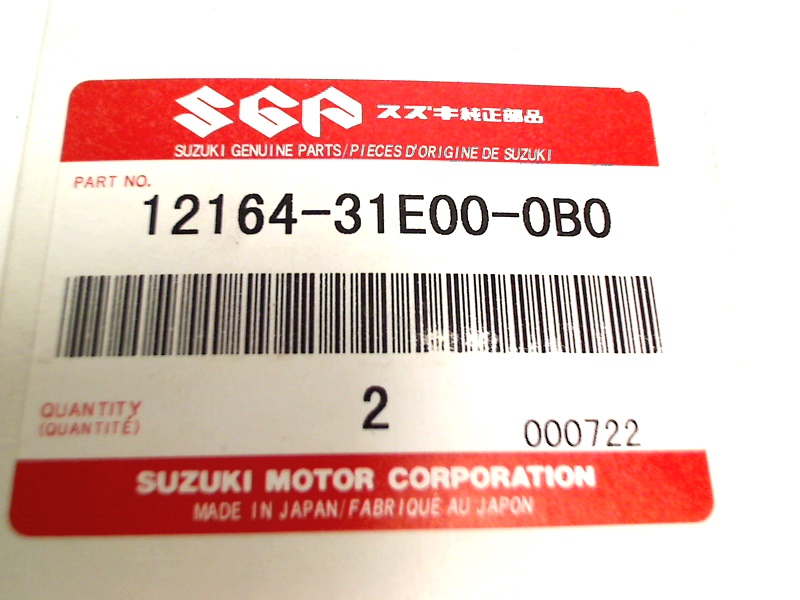 SGP スズキ純正部品
SUZUKI GENUINE PARTS/PIECES D'ORIGINE DE SUZUKI
PART NO.
12164-31E00-0B0
QUANTITY
(QUANTITÉ)
2
000722
SUZUKI MOTOR CORPORATION
MADE IN JAPAN/FABRIQUE AU JAPON